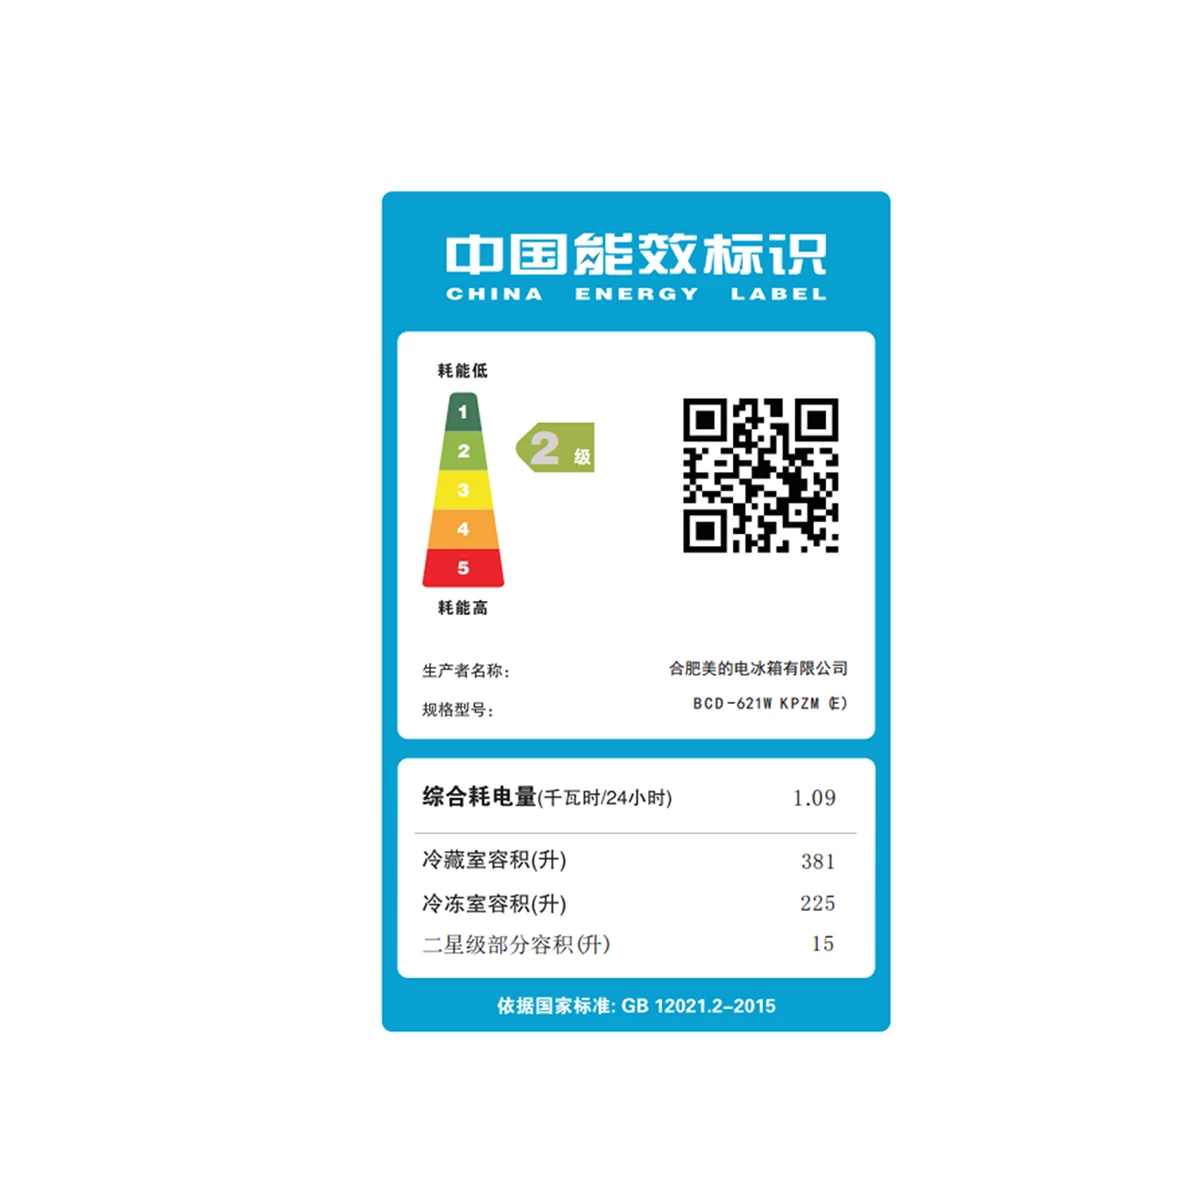 中国能效标识
CHINA ENERGY LABEL
耗能低
1
2
2 级
3
4
5
耗能高
生产者名称: 合肥美的电冰箱有限公司
规格型号: BCD-621WKPZM(E)
综合耗电量(千瓦时/24小时) 1.09
冷藏室容积(升) 381
冷冻室容积(升) 225
二星级部分容积(升) 15
依据国家标准: GB 12021.2-2015